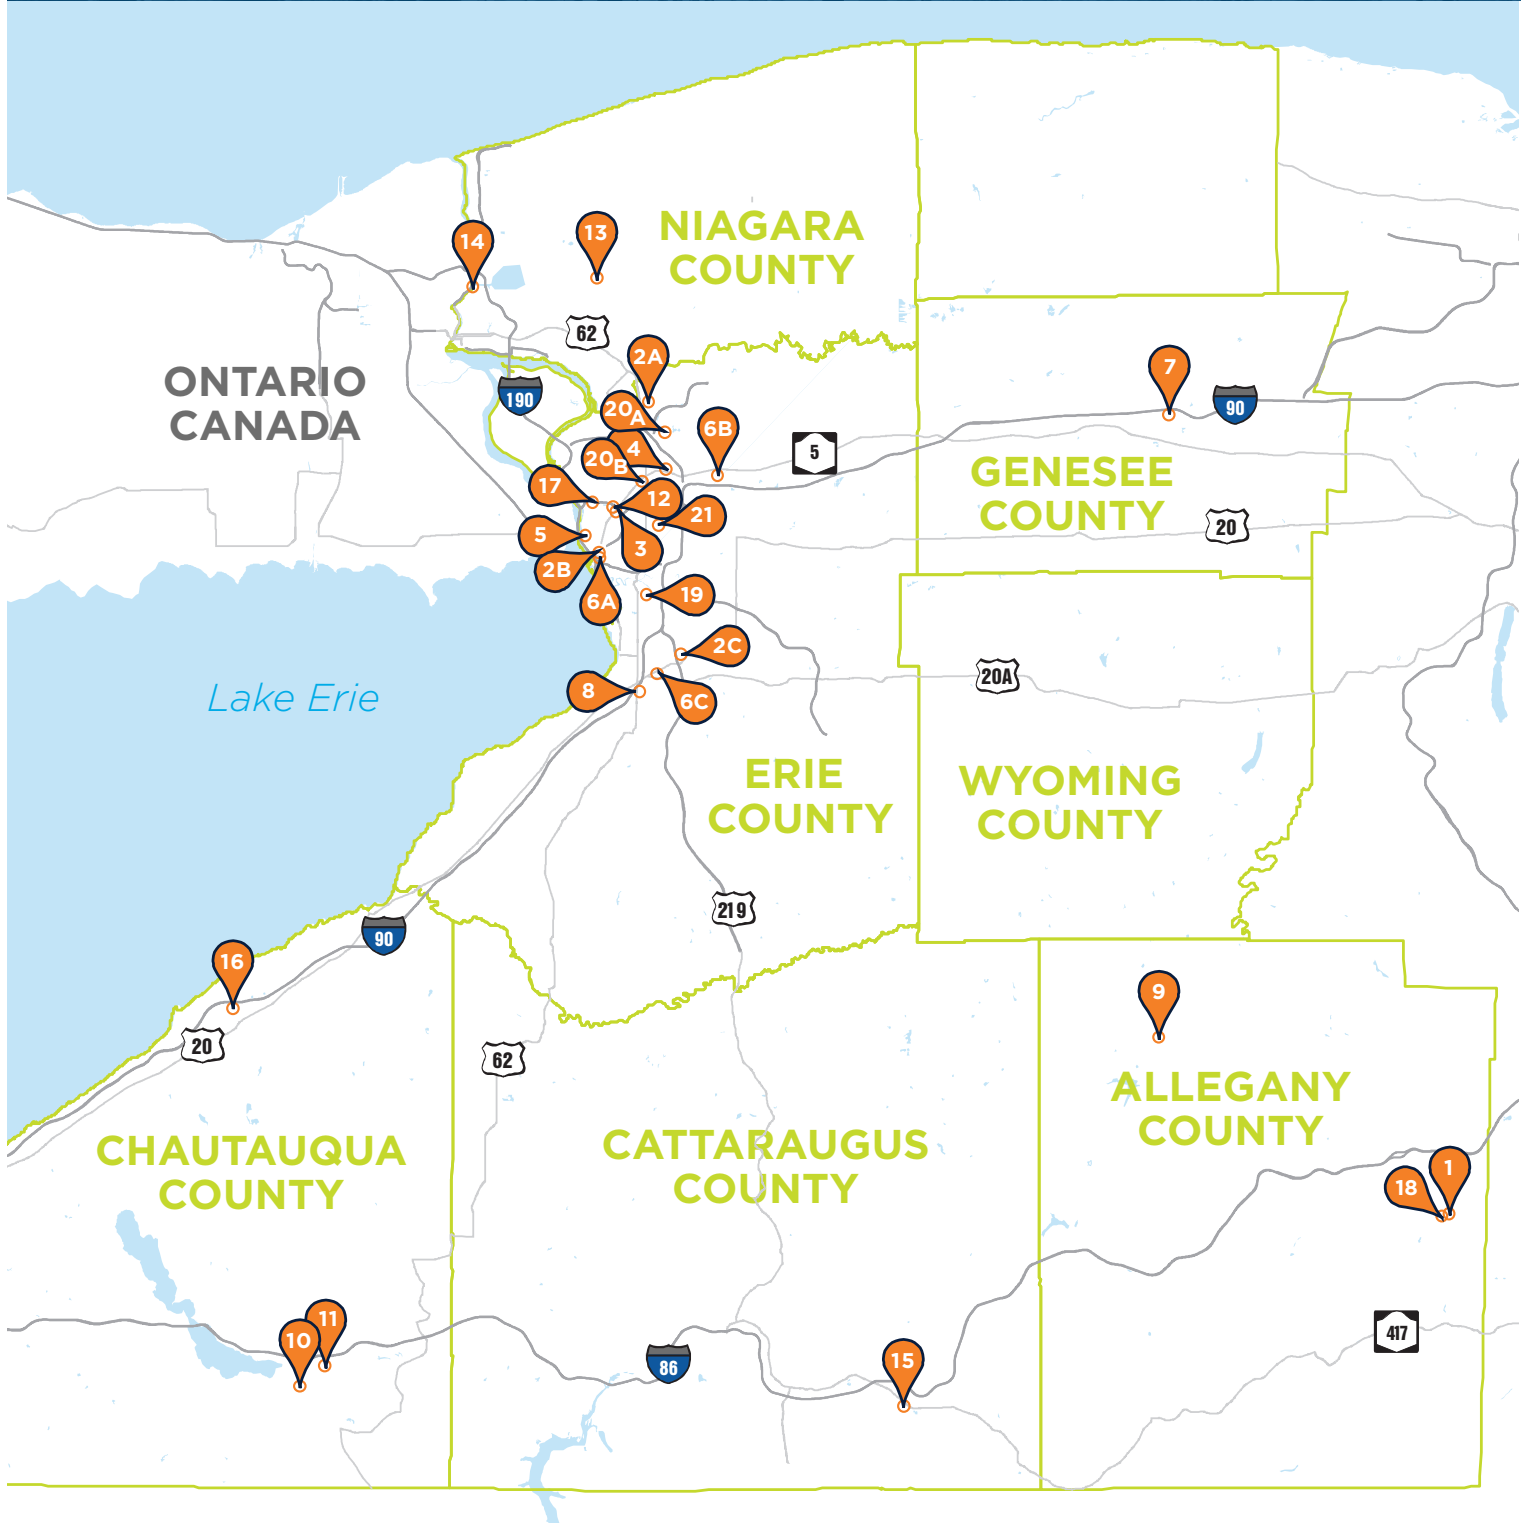 14
13
NIAGARA
COUNTY
62
2A
ONTARIO
CANADA
190
7
90
20A
6B
4
5
20B
GENESEE
COUNTY
17
12
21
20
5
3
2B
6A
19
2C
20A
Lake Erie
8
6C
ERIE
COUNTY
WYOMING
COUNTY
219
90
16
9
20
62
ALLEGANY
COUNTY
CHAUTAUQUA
COUNTY
CATTARAUGUS
COUNTY
1
18
11
10
417
86
15